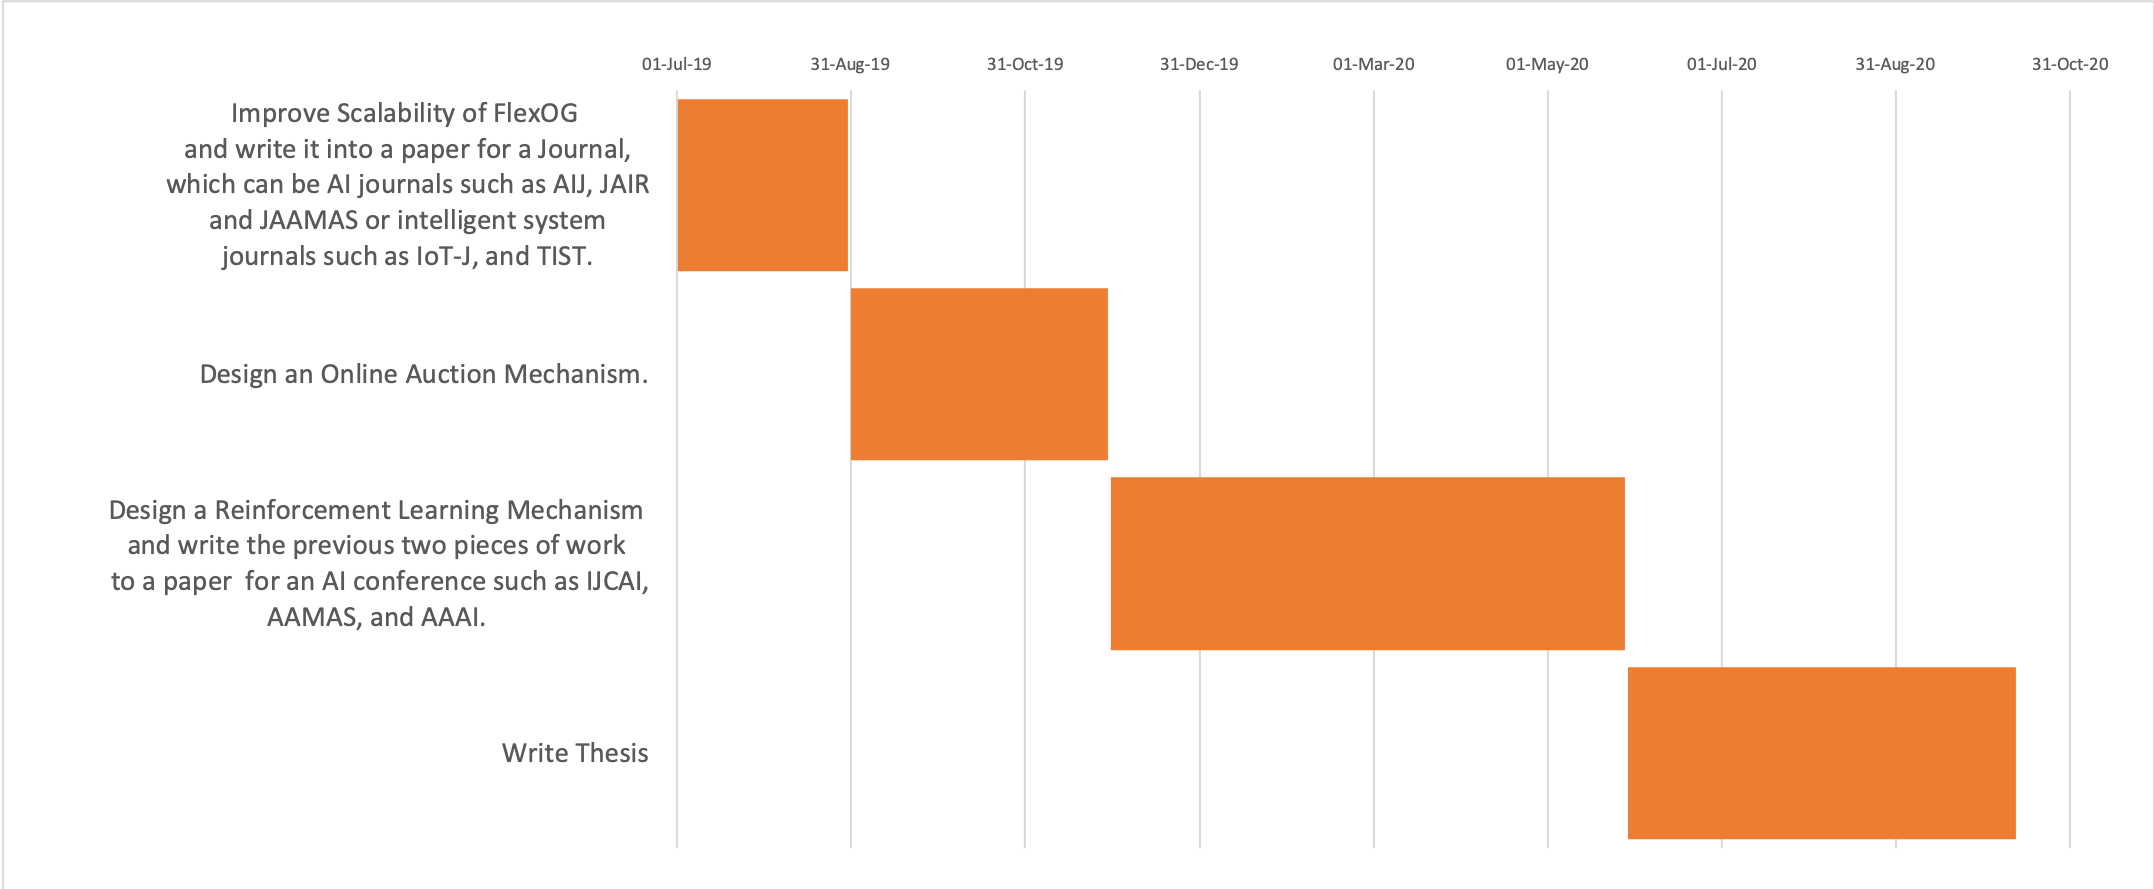 01-Jul-19 31-Aug-19 31-Oct-19 31-Dec-19 01-Mar-20 01-May-20 01-Jul-20 31-Aug-20 31-Oct-20
Improve Scalability of FlexOG
and write it into a paper for a Journal,
which can be AI journals such as AIJ, JAIR
and JAAMAS or intelligent system
journals such as IoT-J, and TIST.
Design an Online Auction Mechanism.
Design a Reinforcement Learning Mechanism
and write the previous two pieces of work
to a paper  for an AI conference such as IJCAI,
AAMAS, and AAAI.
Write Thesis